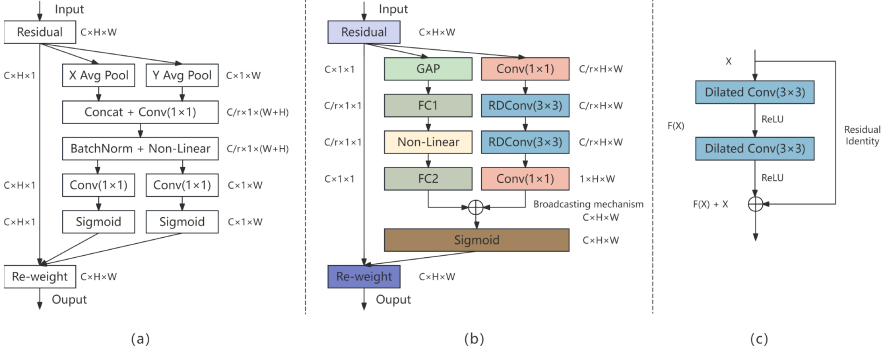 Input
Residual
C×H×W
C×H×1
X Avg Pool
Y Avg Pool
C×1×W
Concat + Conv(1×1)
C/r×1×(W+H)
BatchNorm + Non-Linear
C/r×1×(W+H)
C×H×1
Conv(1×1)
Conv(1×1)
C×1×W
C×H×1
Sigmoid
Sigmoid
C×1×W
Re-weight
C×H×W
Ouput
(a)
Input
Residual
C×H×W
C×1×1
GAP
Conv(1×1)
C/r×H×W
C/r×1×1
FC1
RDConv(3×3)
C/r×H×W
C/r×1×1
Non-Linear
RDConv(3×3)
C/r×H×W
C×1×1
FC2
Conv(1×1)
1×H×W
Broadcasting mechanism
C×H×W
Sigmoid
C×H×W
Re-weight
C×H×W
Ouput
(b)
X
Dilated Conv(3×3)
ReLU
F(X)
Residual
Identity
Dilated Conv(3×3)
ReLU
F(X) + X
(c)